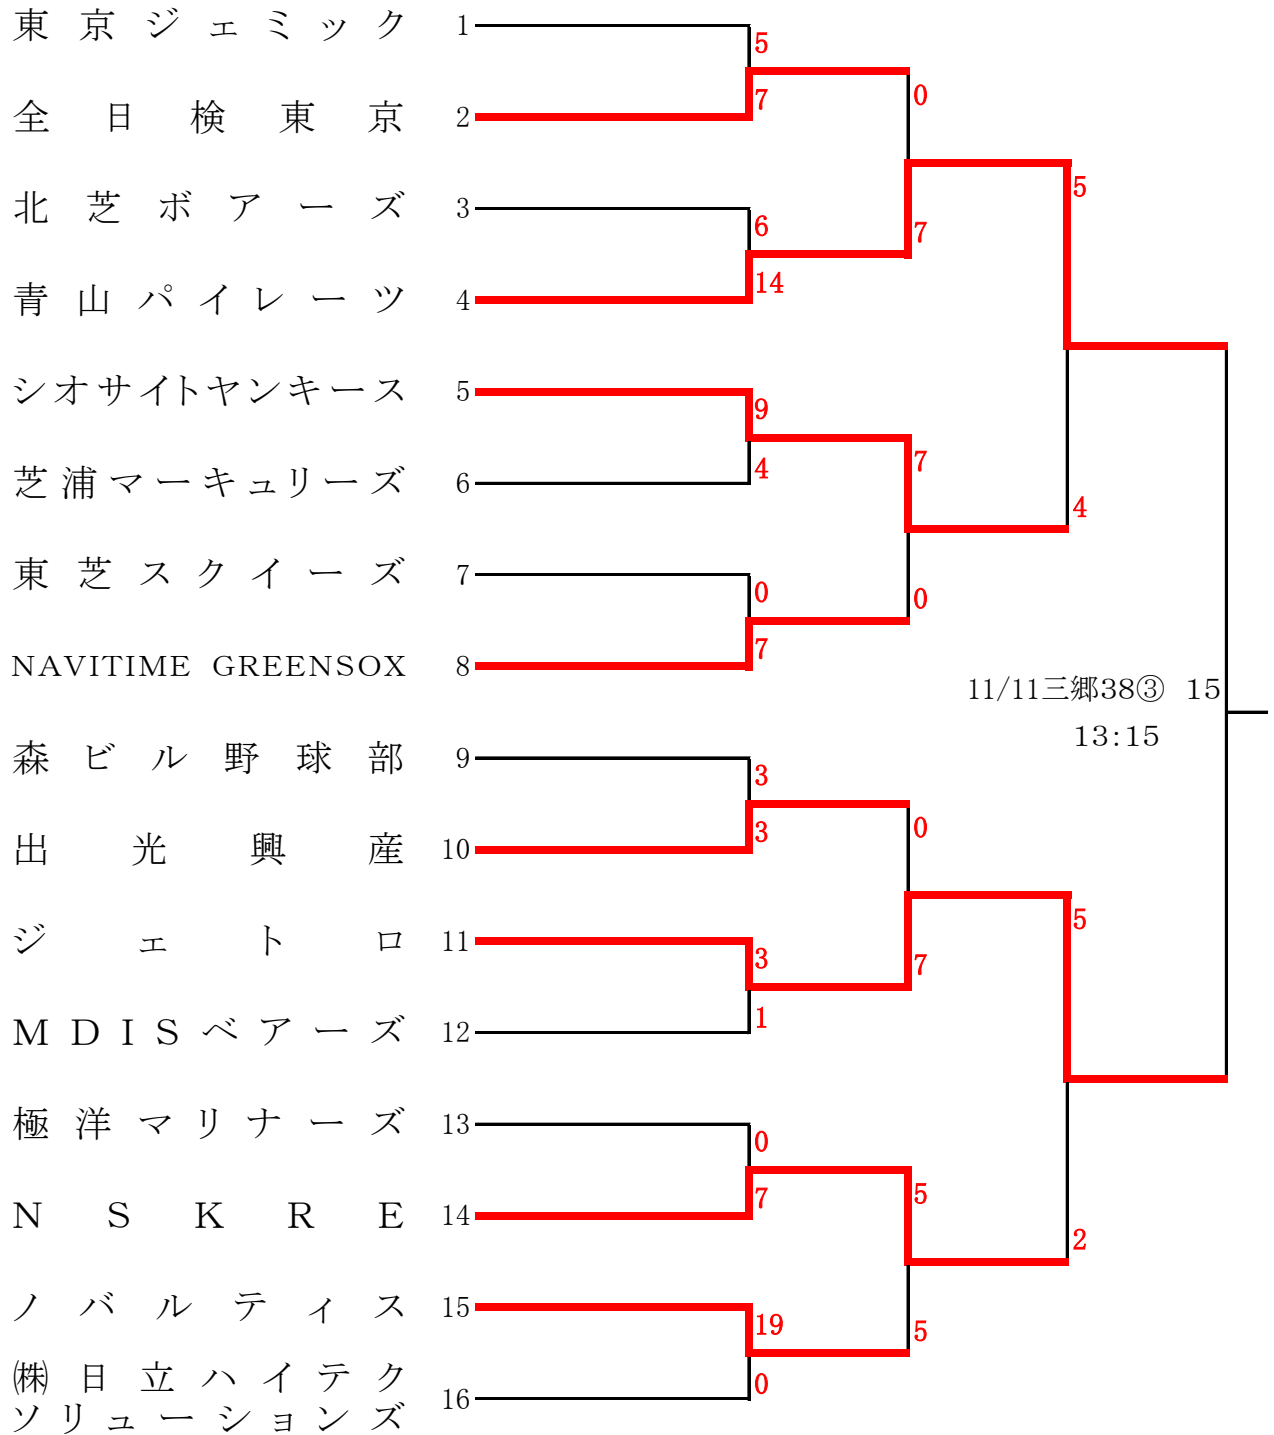 東京ジェミック 1
5
7
全日検東京 2
0
北芝ボアーズ 3
6
14
青山パイレーツ 4
7
5
シオサイトヤンキース 5
9
4
芝浦マーキュリーズ 6
7
4
東芝スクイーズ 7
0
7
NAVITIME GREENSOX 8
0
11/11三郷38③ 15
13:15
森ビル野球部 9
3
3
出光興産 10
0
ジェトロ 11
3
1
MDISベアーズ 12
7
5
極洋マリナーズ 13
0
7
NSKRE 14
5
2
ノバルティス 15
19
0
㈱日立ハイテク
ソリューションズ 16
5